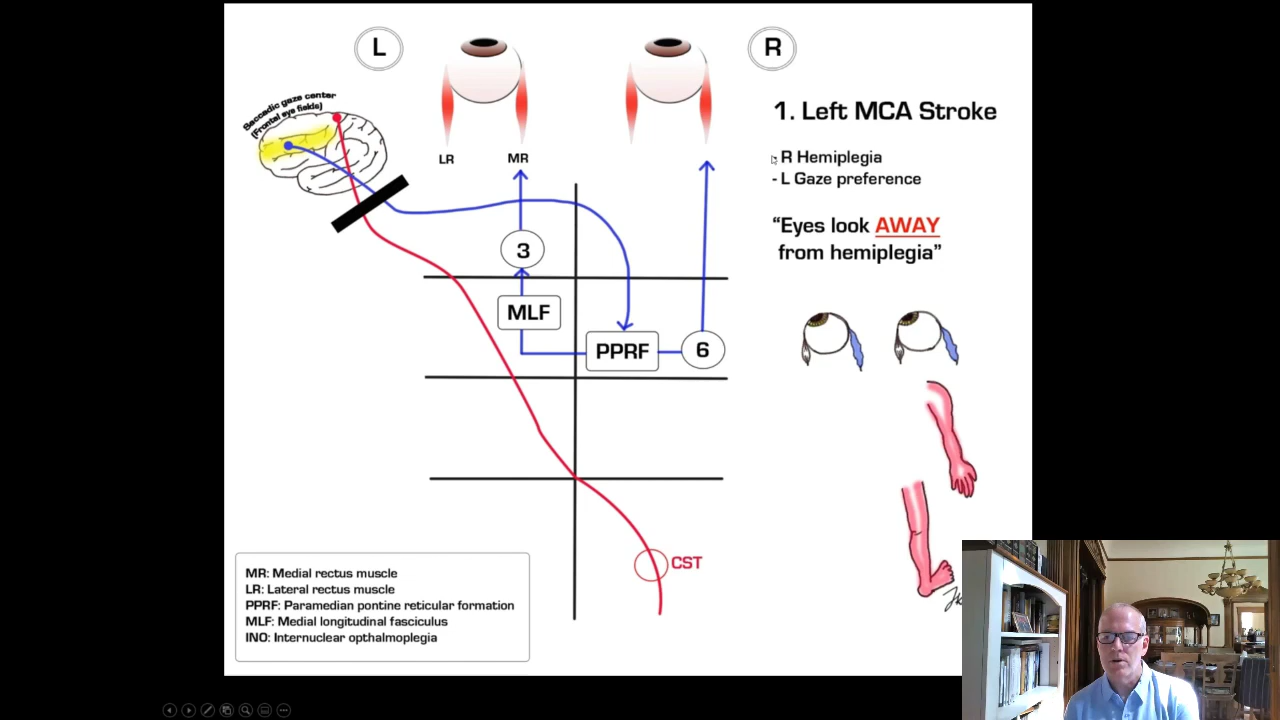 L
R
Saccadic gaze center
(Frontal eye fields)
1. Left MCA Stroke
LR
MR
- R Hemiplegia
- L Gaze preference
"Eyes look AWAY
from hemiplegia"
3
MLF
PPRF
6
CST
MR: Medial rectus muscle
LR: Lateral rectus muscle
PPRF: Paramedian pontine reticular formation
MLF: Medial longitudinal fasciculus
INO: Internuclear opthalmoplegia